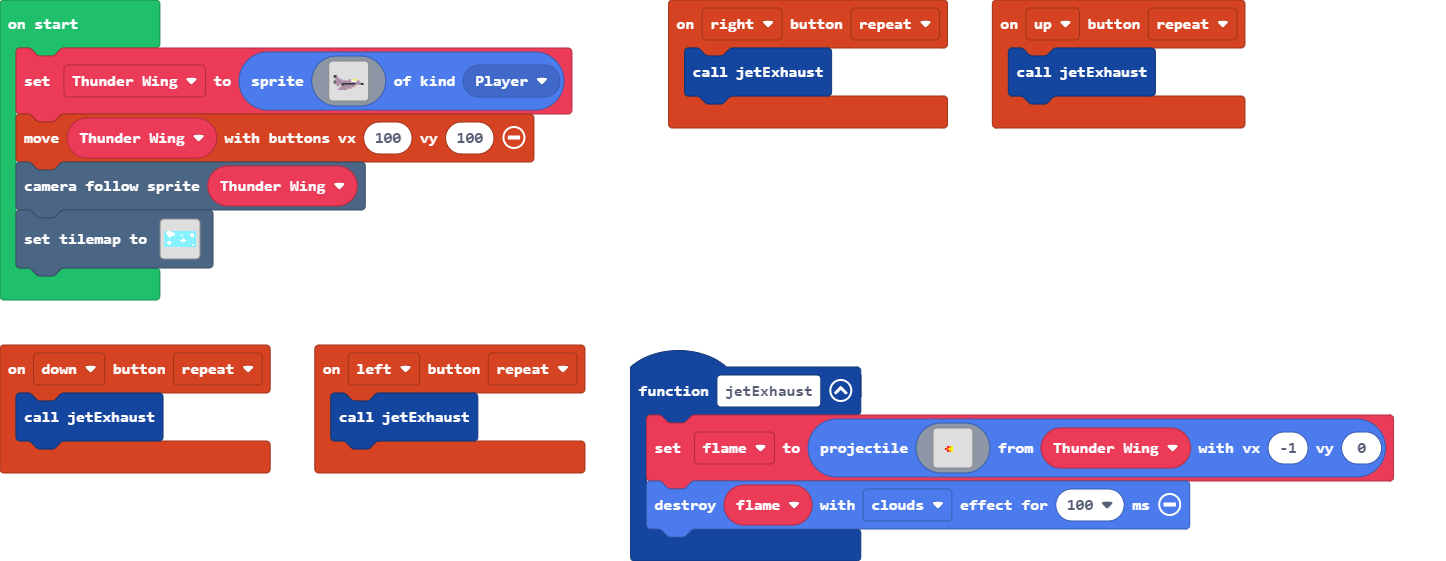 on start
set Thunder Wing to sprite of kind Player
move Thunder Wing with buttons vx 100 vy 100
camera follow sprite Thunder Wing
set tilemap to
on right button repeat
call jetExhaust
on up button repeat
call jetExhaust
on down button repeat
call jetExhaust
on left button repeat
call jetExhaust
function jetExhaust
set flame to projectile from Thunder Wing with vx -1 vy 0
destroy flame with clouds effect for 100 ms